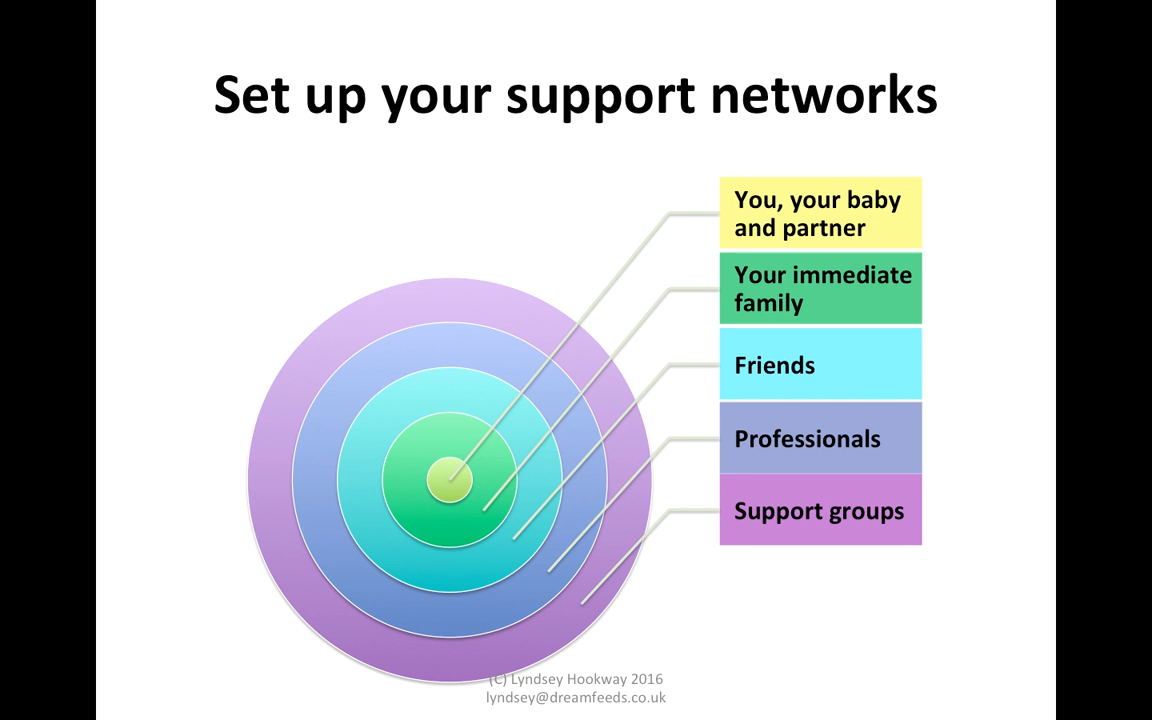 Set up your support networks
You, your baby
and partner
Your immediate
family
Friends
Professionals
Support groups
(C) Lyndsey Hookway 2016
lyndsey@dreamfeeds.co.uk